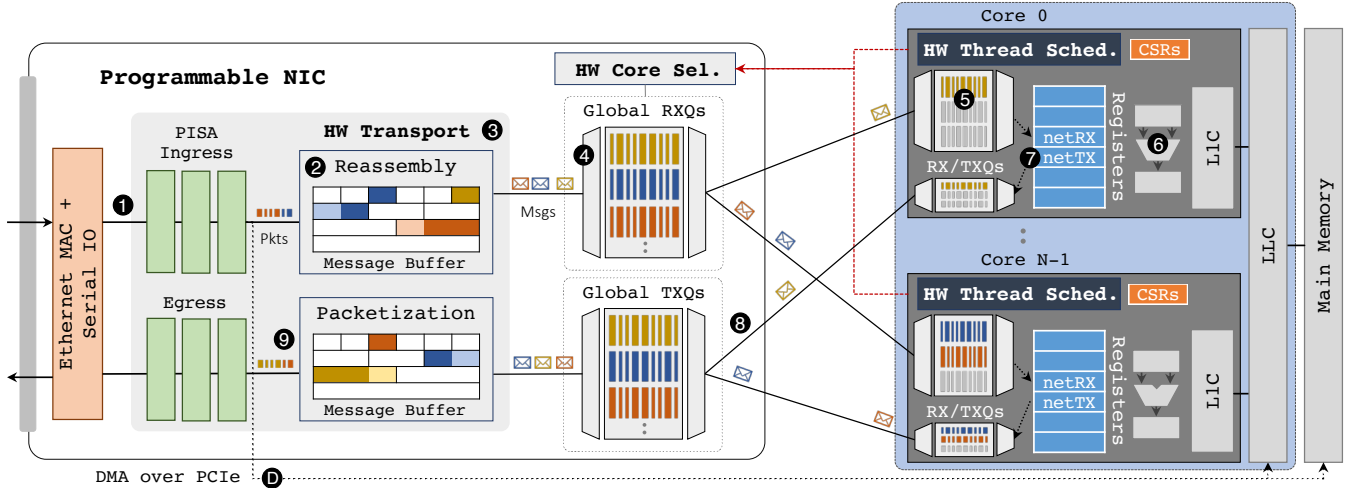 Programmable NIC
Ethernet MAC +
Serial IO
1
PISA
Ingress
HW Transport 3
Pkts
2 Reassembly
Message Buffer
Msgs
HW Core Sel.
Global RXQs
4
Egress
9
Packetization
Message Buffer
Global TXQs
8
DMA over PCIe D
Core 0
HW Thread Sched. CSRs
5
RX/TXQs
netRX
7 netTX
Registers
6
L1C
Core N-1
HW Thread Sched. CSRs
RX/TXQs
netRX
netTX
Registers
L1C
LLC
Main Memory